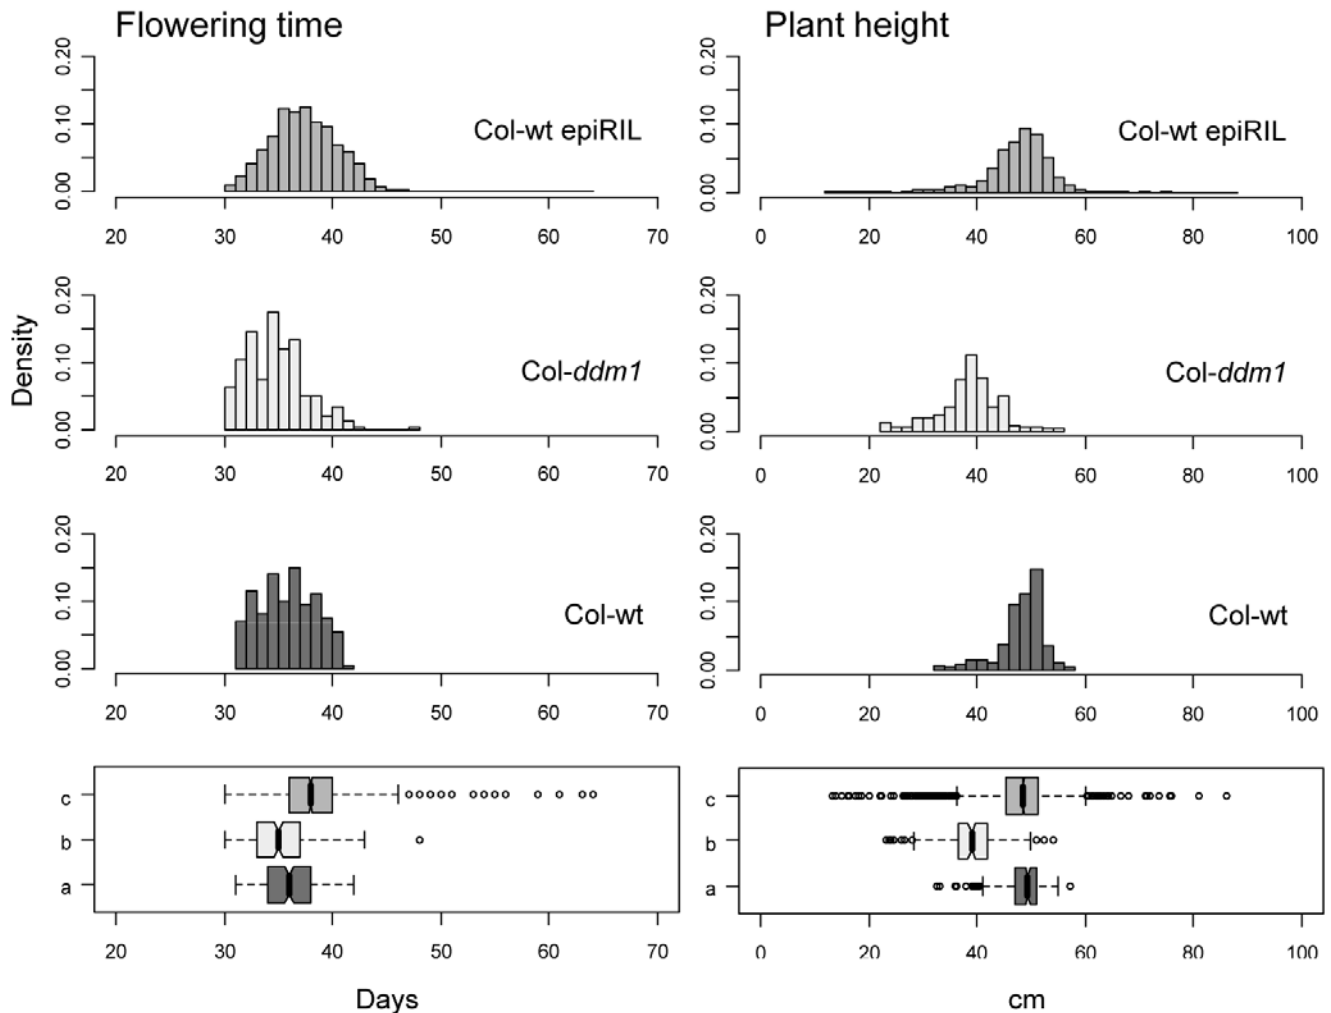 Flowering time
Plant height
0.00 0.10 0.20
Col-wt epiRIL
20 30 40 50 60 70
0.00 0.10 0.20
Col-wt epiRIL
0 20 40 60 80 100
Density
0.00 0.10 0.20
Col-ddm1
20 30 40 50 60 70
0.00 0.10 0.20
Col-ddm1
0 20 40 60 80 100
0.00 0.10 0.20
Col-wt
20 30 40 50 60 70
0.00 0.10 0.20
Col-wt
0 20 40 60 80 100
c
b
a
20 30 40 50 60 70
Days
c
b
a
0 20 40 60 80 100
cm